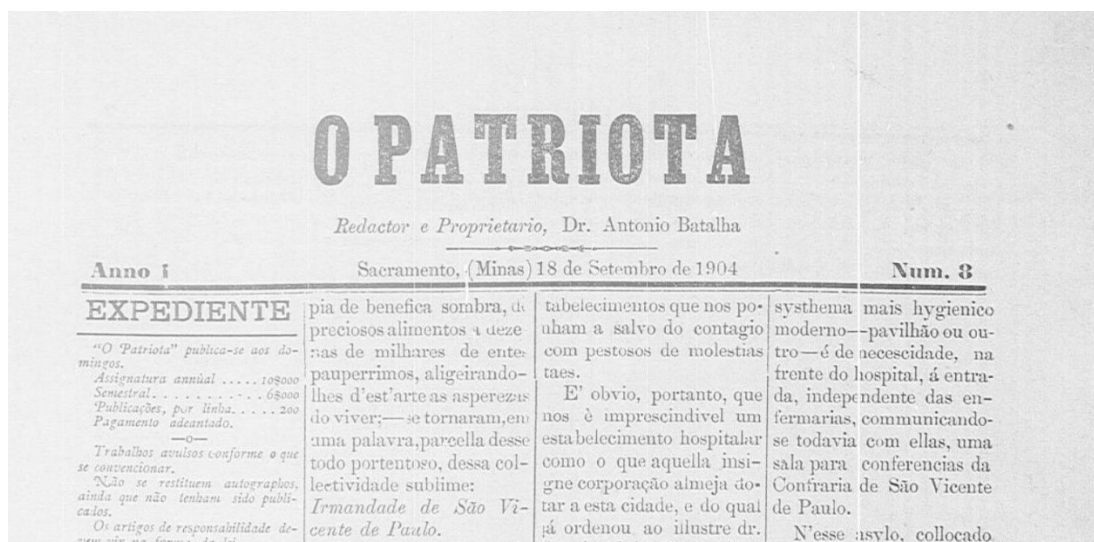 O PATRIOTA
Redactor e Proprietario, Dr. Antonio Batalha
Anno i
Sacramento, (Minas) 18 de Setembro de 1904
Num. 8
EXPEDIENTE
"O Patriota" publica-se aos do-
mingos.
Assignatura annùal ..... 10$000
Semestral. . . . . . . . . . . . 6$000
Publicações, por linha. . . . . 200
Pagamento adeantado.
—o—
Trabalhos avulsos conforme o que
se convencionar.
Não se restituem autographos,
ainda que não tenham sido publi-
cados.
Os artigos de responsabilidade de-
pia de benefica sombra, de
preciosos alimentos a deze
nas de milhares de entes
pauperrimos, aligeirando-
lhes d'est'arte as asperezas
do viver;—se tornaram,em
uma palavra,parcella desse
todo portentoso, dessa col-
lectividade sublime:
Irmandade de São Vi-
cente de Paulo.
tabelecimentos que nos po-
nham a salvo do contagio
com pestosos de molestias
taes.
E' obvio, portanto, que
nos è imprescindivel um
estabelecimento hospitalar
como o que aquella insi-
gne corporação almeja do-
tar a esta cidade, e do qual
já ordenou ao illustre dr.
systhema mais hygienico
moderno—pavilhão ou ou-
tro—é de necescidade, na
frente do hospital, á entra-
da, independente das en-
fermarias, communicando-
se todavia com ellas, uma
sala para conferencias da
Confraria de São Vicente
de Paulo.
N'esse asylo, collocado